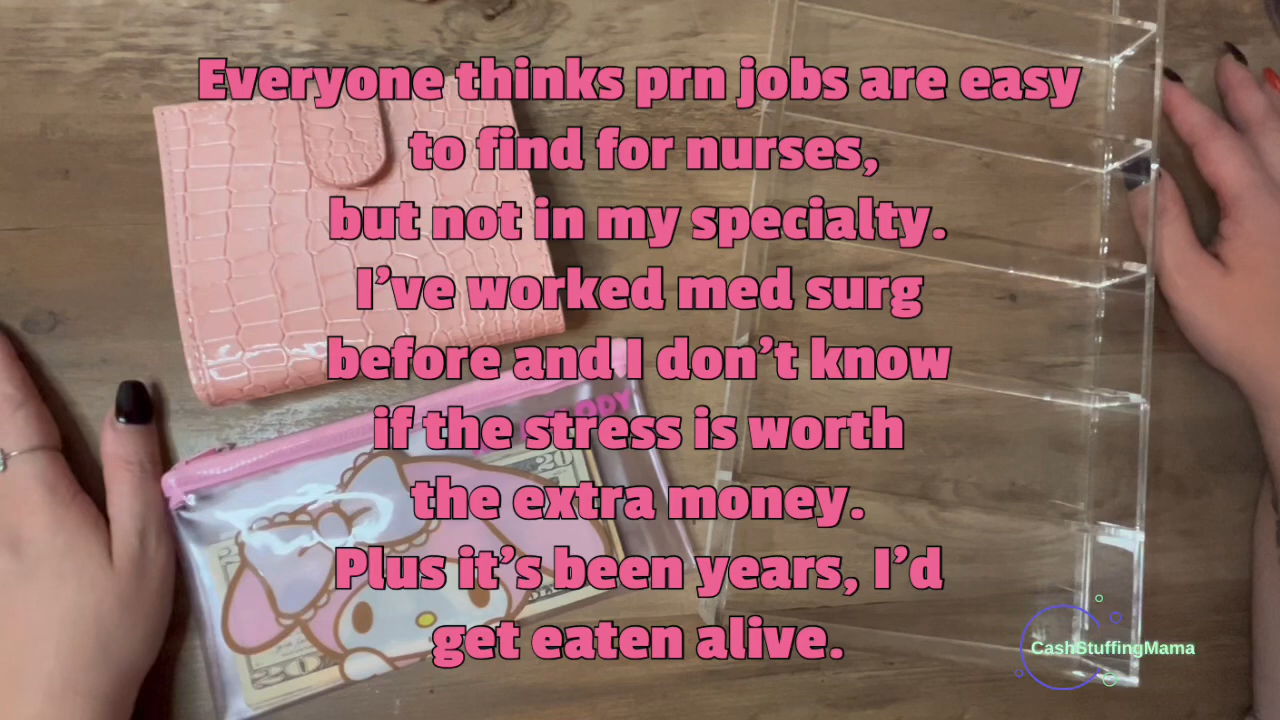 Everyone thinks prn jobs are easy
to find for nurses,
but not in my specialty.
I've worked med surg
before and I don't know
if the stress is worth
the extra money.
Plus it's been years, I'd
get eaten alive.
20
CashStuffingMama